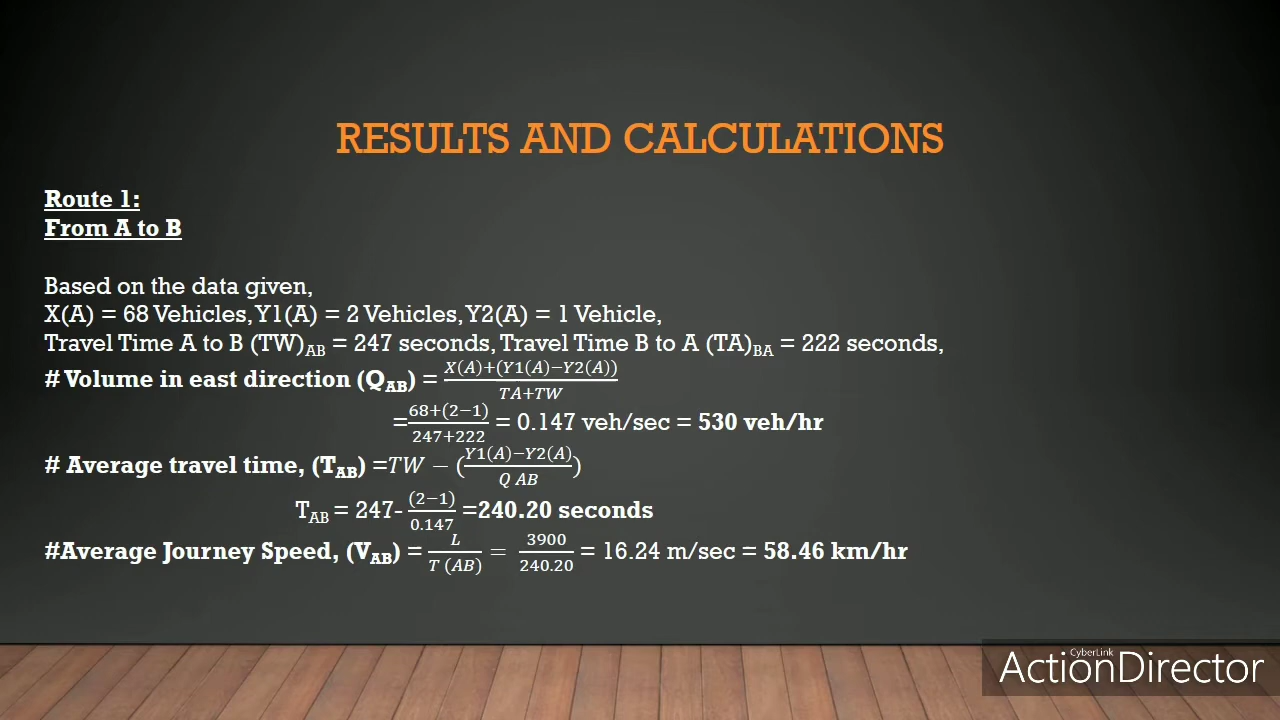 RESULTS AND CALCULATIONS
Route 1:
From A to B
Based on the data given,
X(A) = 68 Vehicles, Y1(A) = 2 Vehicles, Y2(A) = 1 Vehicle,
Travel Time A to B (TW)AB = 247 seconds, Travel Time B to A (TA)BA = 222 seconds,
# Volume in east direction (QAB) = X(A)+(Y1(A)−Y2(A)) / TA+TW
= 68+(2−1) / 247+222 = 0.147 veh/sec = 530 veh/hr
# Average travel time, (TAB) =TW − (Y1(A)−Y2(A) / Q AB)
TAB = 247- (2−1) / 0.147 =240.20 seconds
#Average Journey Speed, (VAB) = L / T (AB) = 3900 / 240.20 = 16.24 m/sec = 58.46 km/hr
CyberLink
ActionDirector